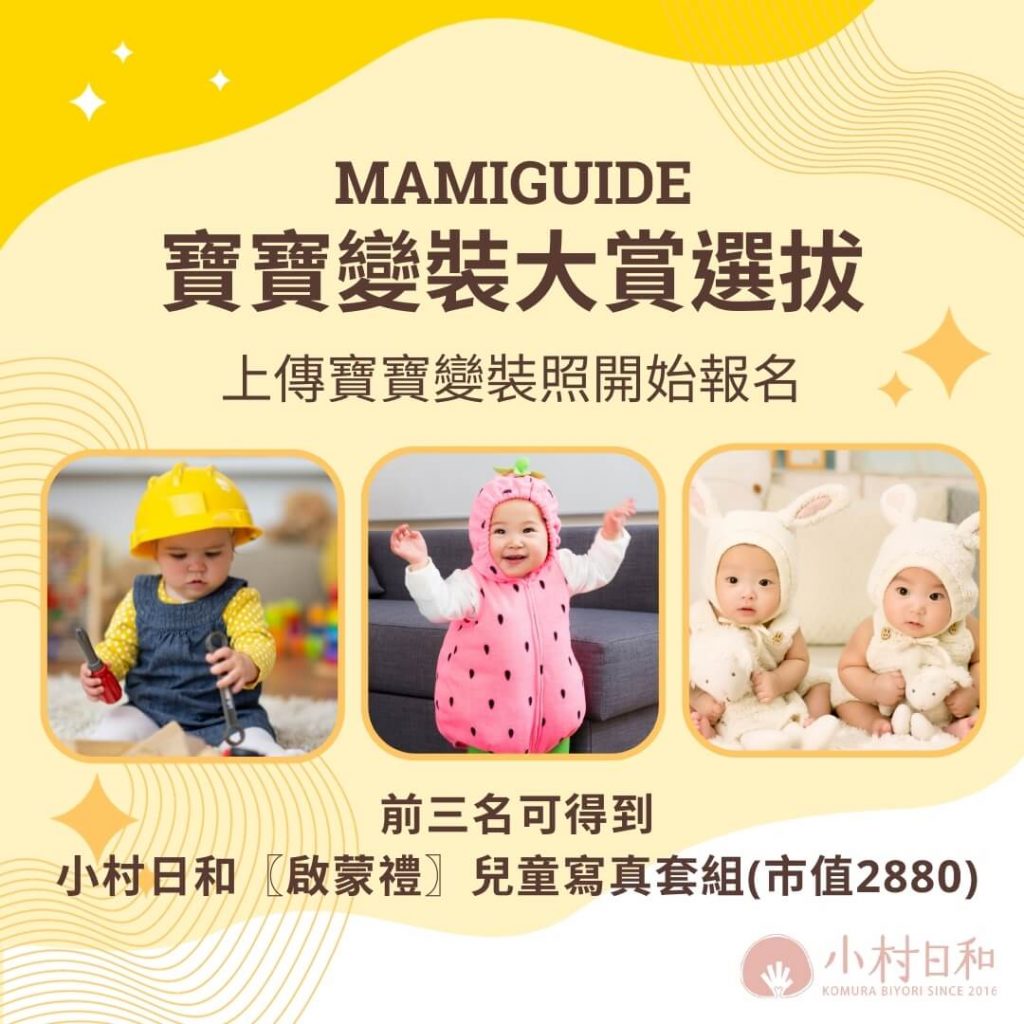 MAMIGUIDE
寶寶變裝大賞選拔
上傳寶寶變裝照開始報名
前三名可得到
小村日和〖啟蒙禮〗兒童寫真套組(市值2880)
小村日和
KOMURA BIYORI SINCE 2016